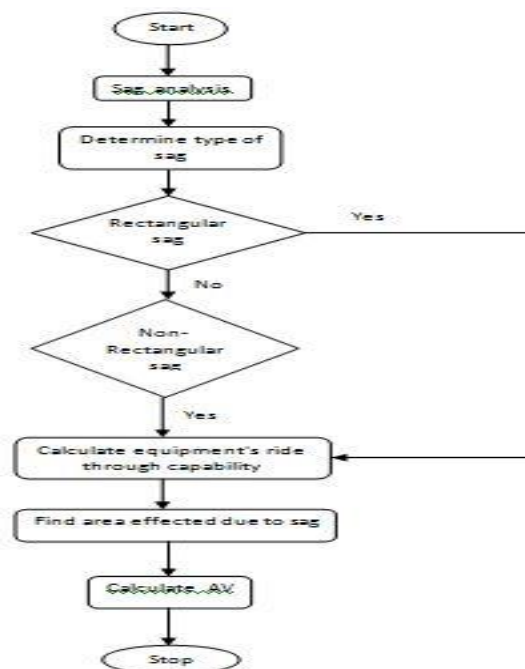 Start
Sag analysis
Determine type of
sag
Rectangular
sag
Yes
No
Non-
Rectangular
sag
Yes
Calculate equipment's ride
through capability
Find area effected due to sag
Calculate AV
Stop